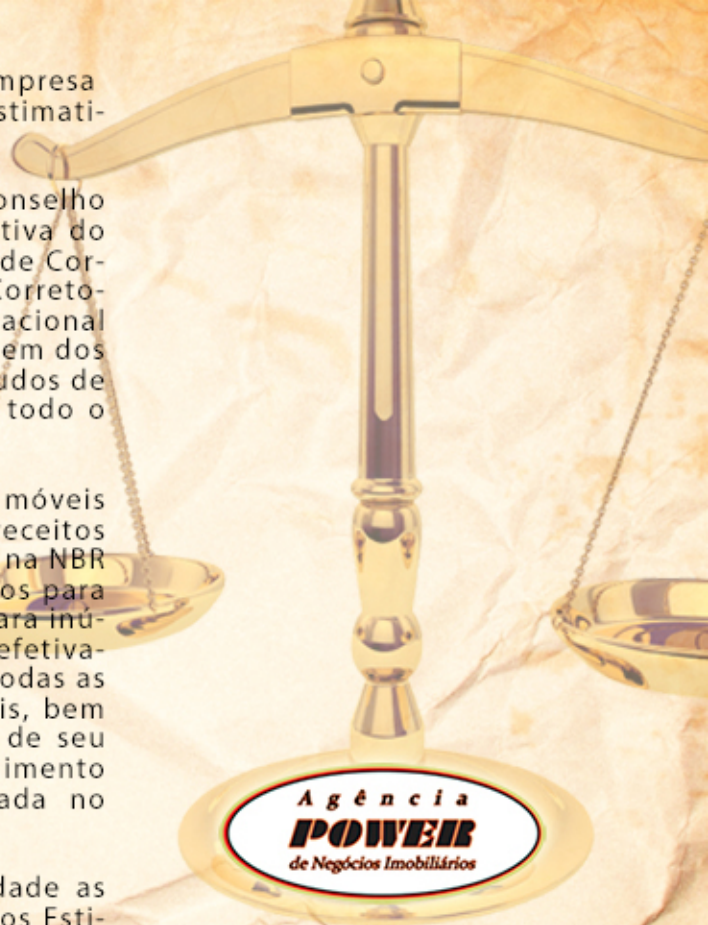 mpresa
stimati-
onselho
tiva do
de Cor-
Correto-
acional
em dos
udos de
todo o
móveis
eceitos
na NBR
os para
ara inú-
efetiva-
odas as
is, bem
de seu
imento
ada no
dade as
os Esti-
Agência
POWER
de Negócios Imobiliários